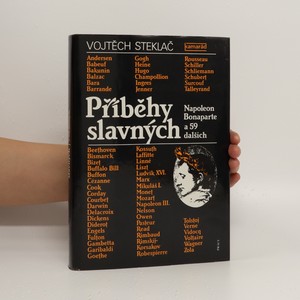 VOJTĚCH STEKLAČ
samorád
Andersen
Babeuf
Bakunin
Balzac
Bara
Barrande
Gogh
Heine
Hugo
Champollion
Ingres
Jenner
Rousseau
Schiller
Schliemann
Schubert
Surcouf
Talleyrand
Příběhy
slavných
Napoleon
Bonaparte
a 59
dalších
Beethoven
Bismarck
Bizet
Buffalo Bill
Buffon
Cézanne
Cook
Corday
Courbet
Darwin
Delacroix
Dickens
Diderot
Engels
Fulton
Gambetta
Garibaldi
Goethe
Kossuth
Laffitte
Linné
Liszt
Ludvík XVI.
Marx
Mikuláš I.
Monet
Mozart
Napoleon III.
Nelson
Owen
Pasteur
Read
Rimbaud
Rimskij-
Korsakov
Robespierre
Tolstoj
Verne
Vidocq
Voltaire
Wagner
Zola